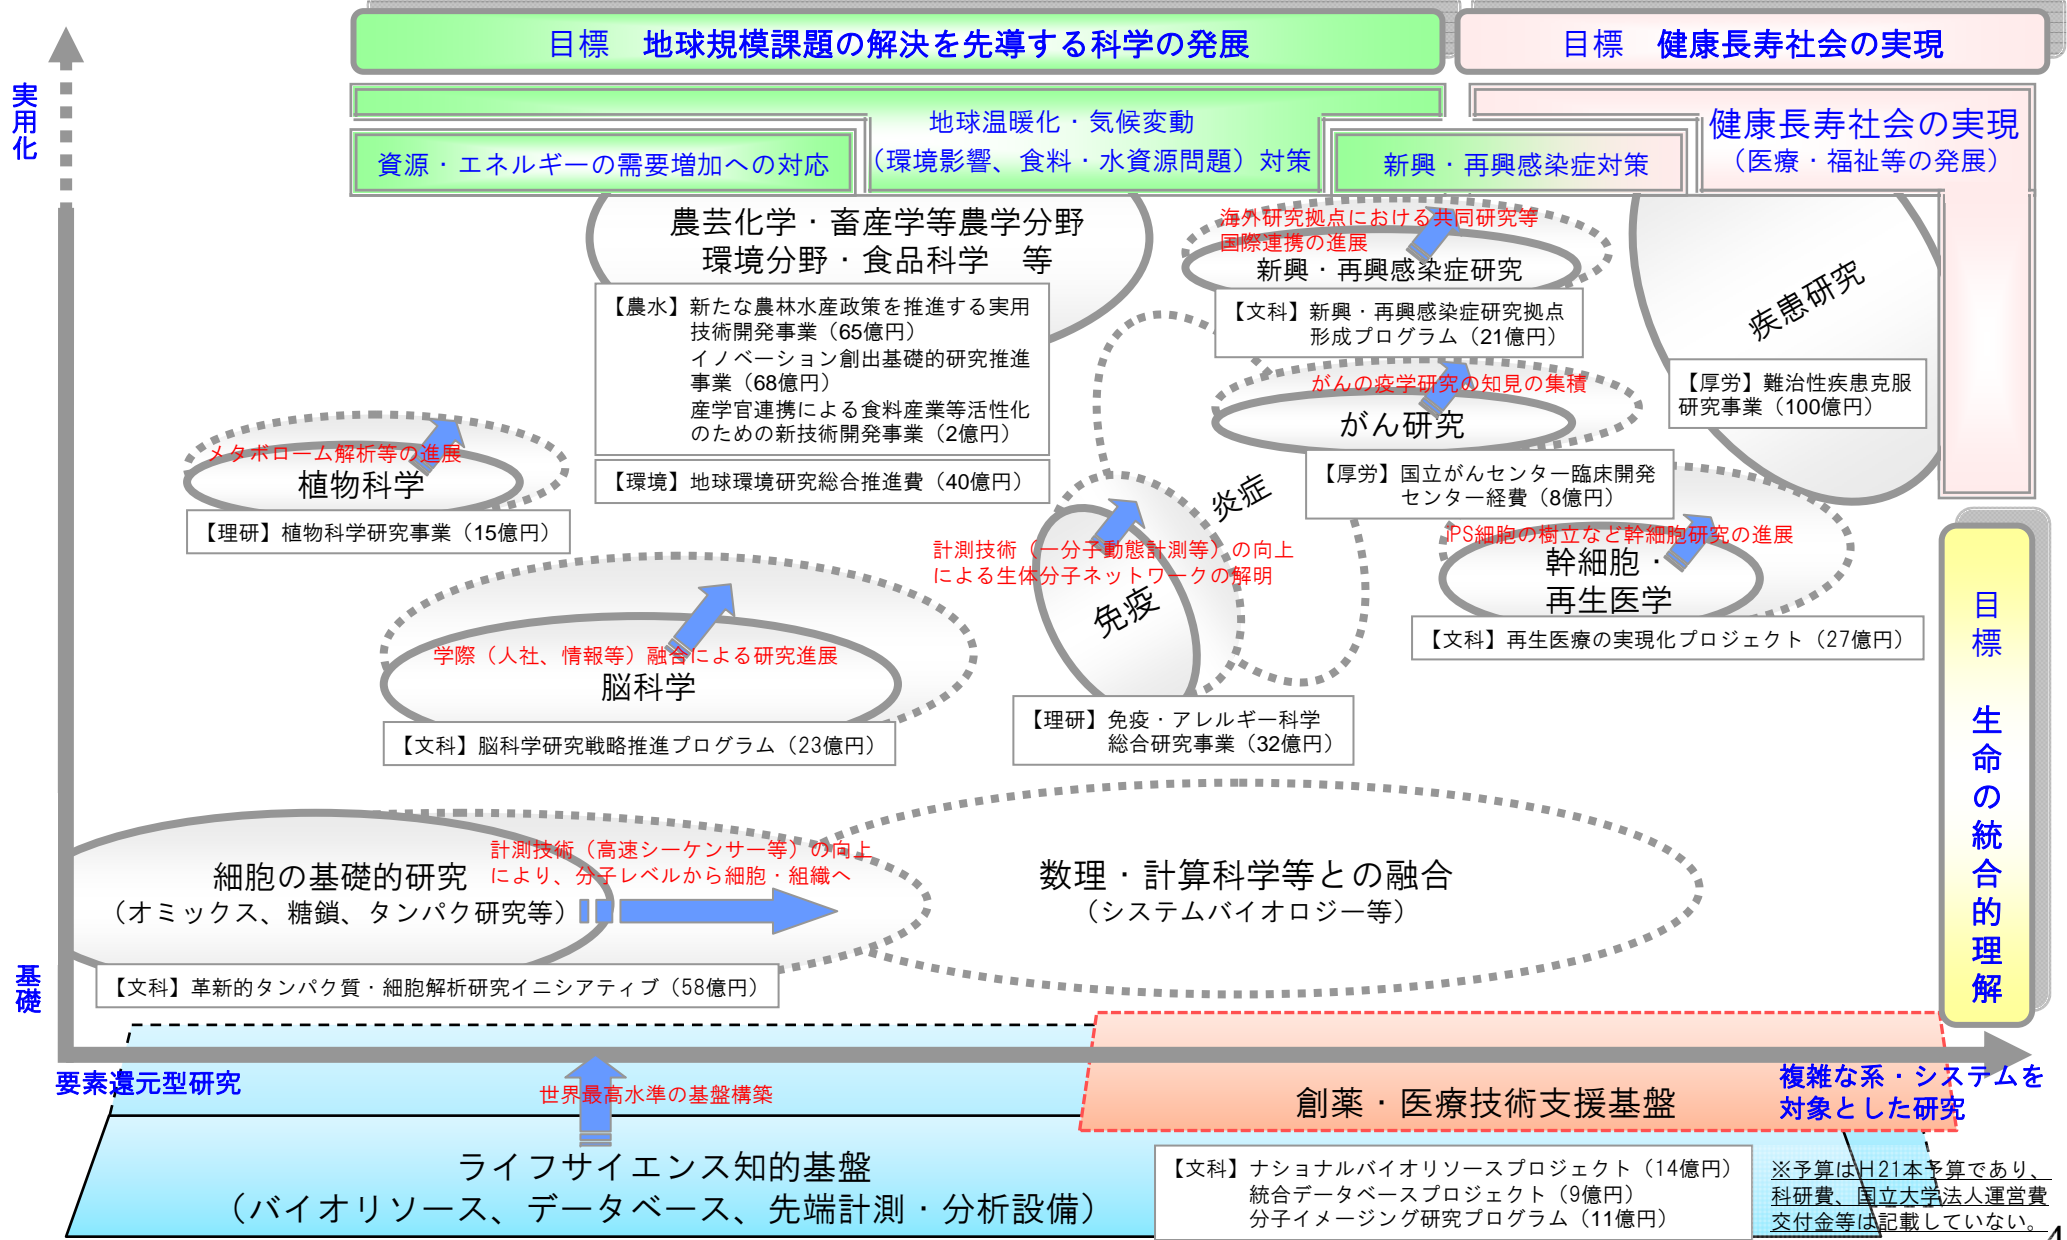 目標　地球規模課題の解決を先導する科学の発展
目標　健康長寿社会の実現
実用化
地球温暖化・気候変動
（環境影響、食料・水資源問題）対策
資源・エネルギーの需要増加への対応
新興・再興感染症対策
健康長寿社会の実現
（医療・福祉等の発展）
農芸化学・畜産学等農学分野
環境分野・食品科学　等
【農水】新たな農林水産政策を推進する実用
技術開発事業（65億円）
イノベーション創出基礎的研究推進
事業（68億円）
産学官連携による食料産業等活性化
のための新技術開発事業（2億円）
【環境】地球環境研究総合推進費（40億円）
海外研究拠点における共同研究等
国際連携の進展
新興・再興感染症研究
【文科】新興・再興感染症研究拠点
形成プログラム（21億円）
疾患研究
【厚労】難治性疾患克服
研究事業（100億円）
がんの疫学研究の知見の集積
がん研究
【厚労】国立がんセンター臨床開発
センター経費（8億円）
メタボローム解析等の進展
植物科学
【理研】植物科学研究事業（15億円）
炎症
計測技術（一分子動態計測等）の向上
による生体分子ネットワークの解明
免疫
【理研】免疫・アレルギー科学
総合研究事業（32億円）
iPS細胞の樹立など幹細胞研究の進展
幹細胞・
再生医学
【文科】再生医療の実現化プロジェクト（27億円）
学際（人社、情報等）融合による研究進展
脳科学
【文科】脳科学研究戦略推進プログラム（23億円）
目標　生命の統合的理解
計測技術（高速シーケンサー等）の向上
により、分子レベルから細胞・組織へ
細胞の基礎的研究
（オミックス、糖鎖、タンパク研究等）
【文科】革新的タンパク質・細胞解析研究イニシアティブ（58億円）
数理・計算科学等との融合
（システムバイオロジー等）
基礎
要素還元型研究
複雑な系・システムを
対象とした研究
世界最高水準の基盤構築
創薬・医療技術支援基盤
ライフサイエンス知的基盤
（バイオリソース、データベース、先端計測・分析設備）
【文科】ナショナルバイオリソースプロジェクト（14億円）
統合データベースプロジェクト（9億円）
分子イメージング研究プログラム（11億円）
※予算はH21本予算であり、
科研費、国立大学法人運営費
交付金等は記載していない。
4